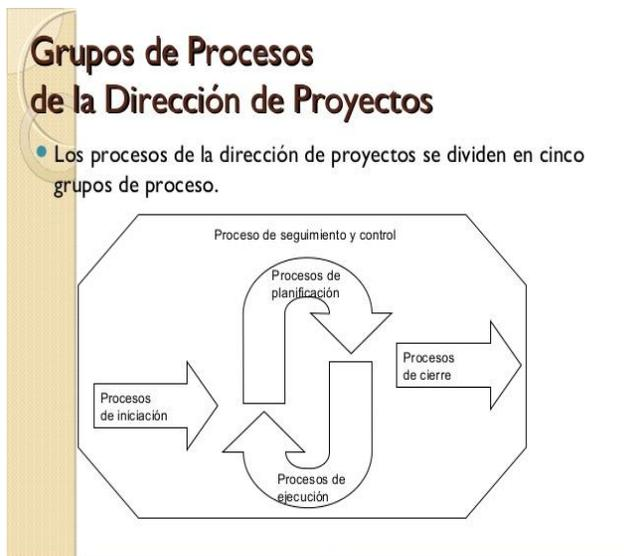 Grupos de Procesos
de la Dirección de Proyectos
Los procesos de la dirección de proyectos se dividen en cinco
grupos de proceso.
Proceso de seguimiento y control
Procesos de
planificación
Procesos
de cierre
Procesos
de iniciación
Procesos de
ejecución